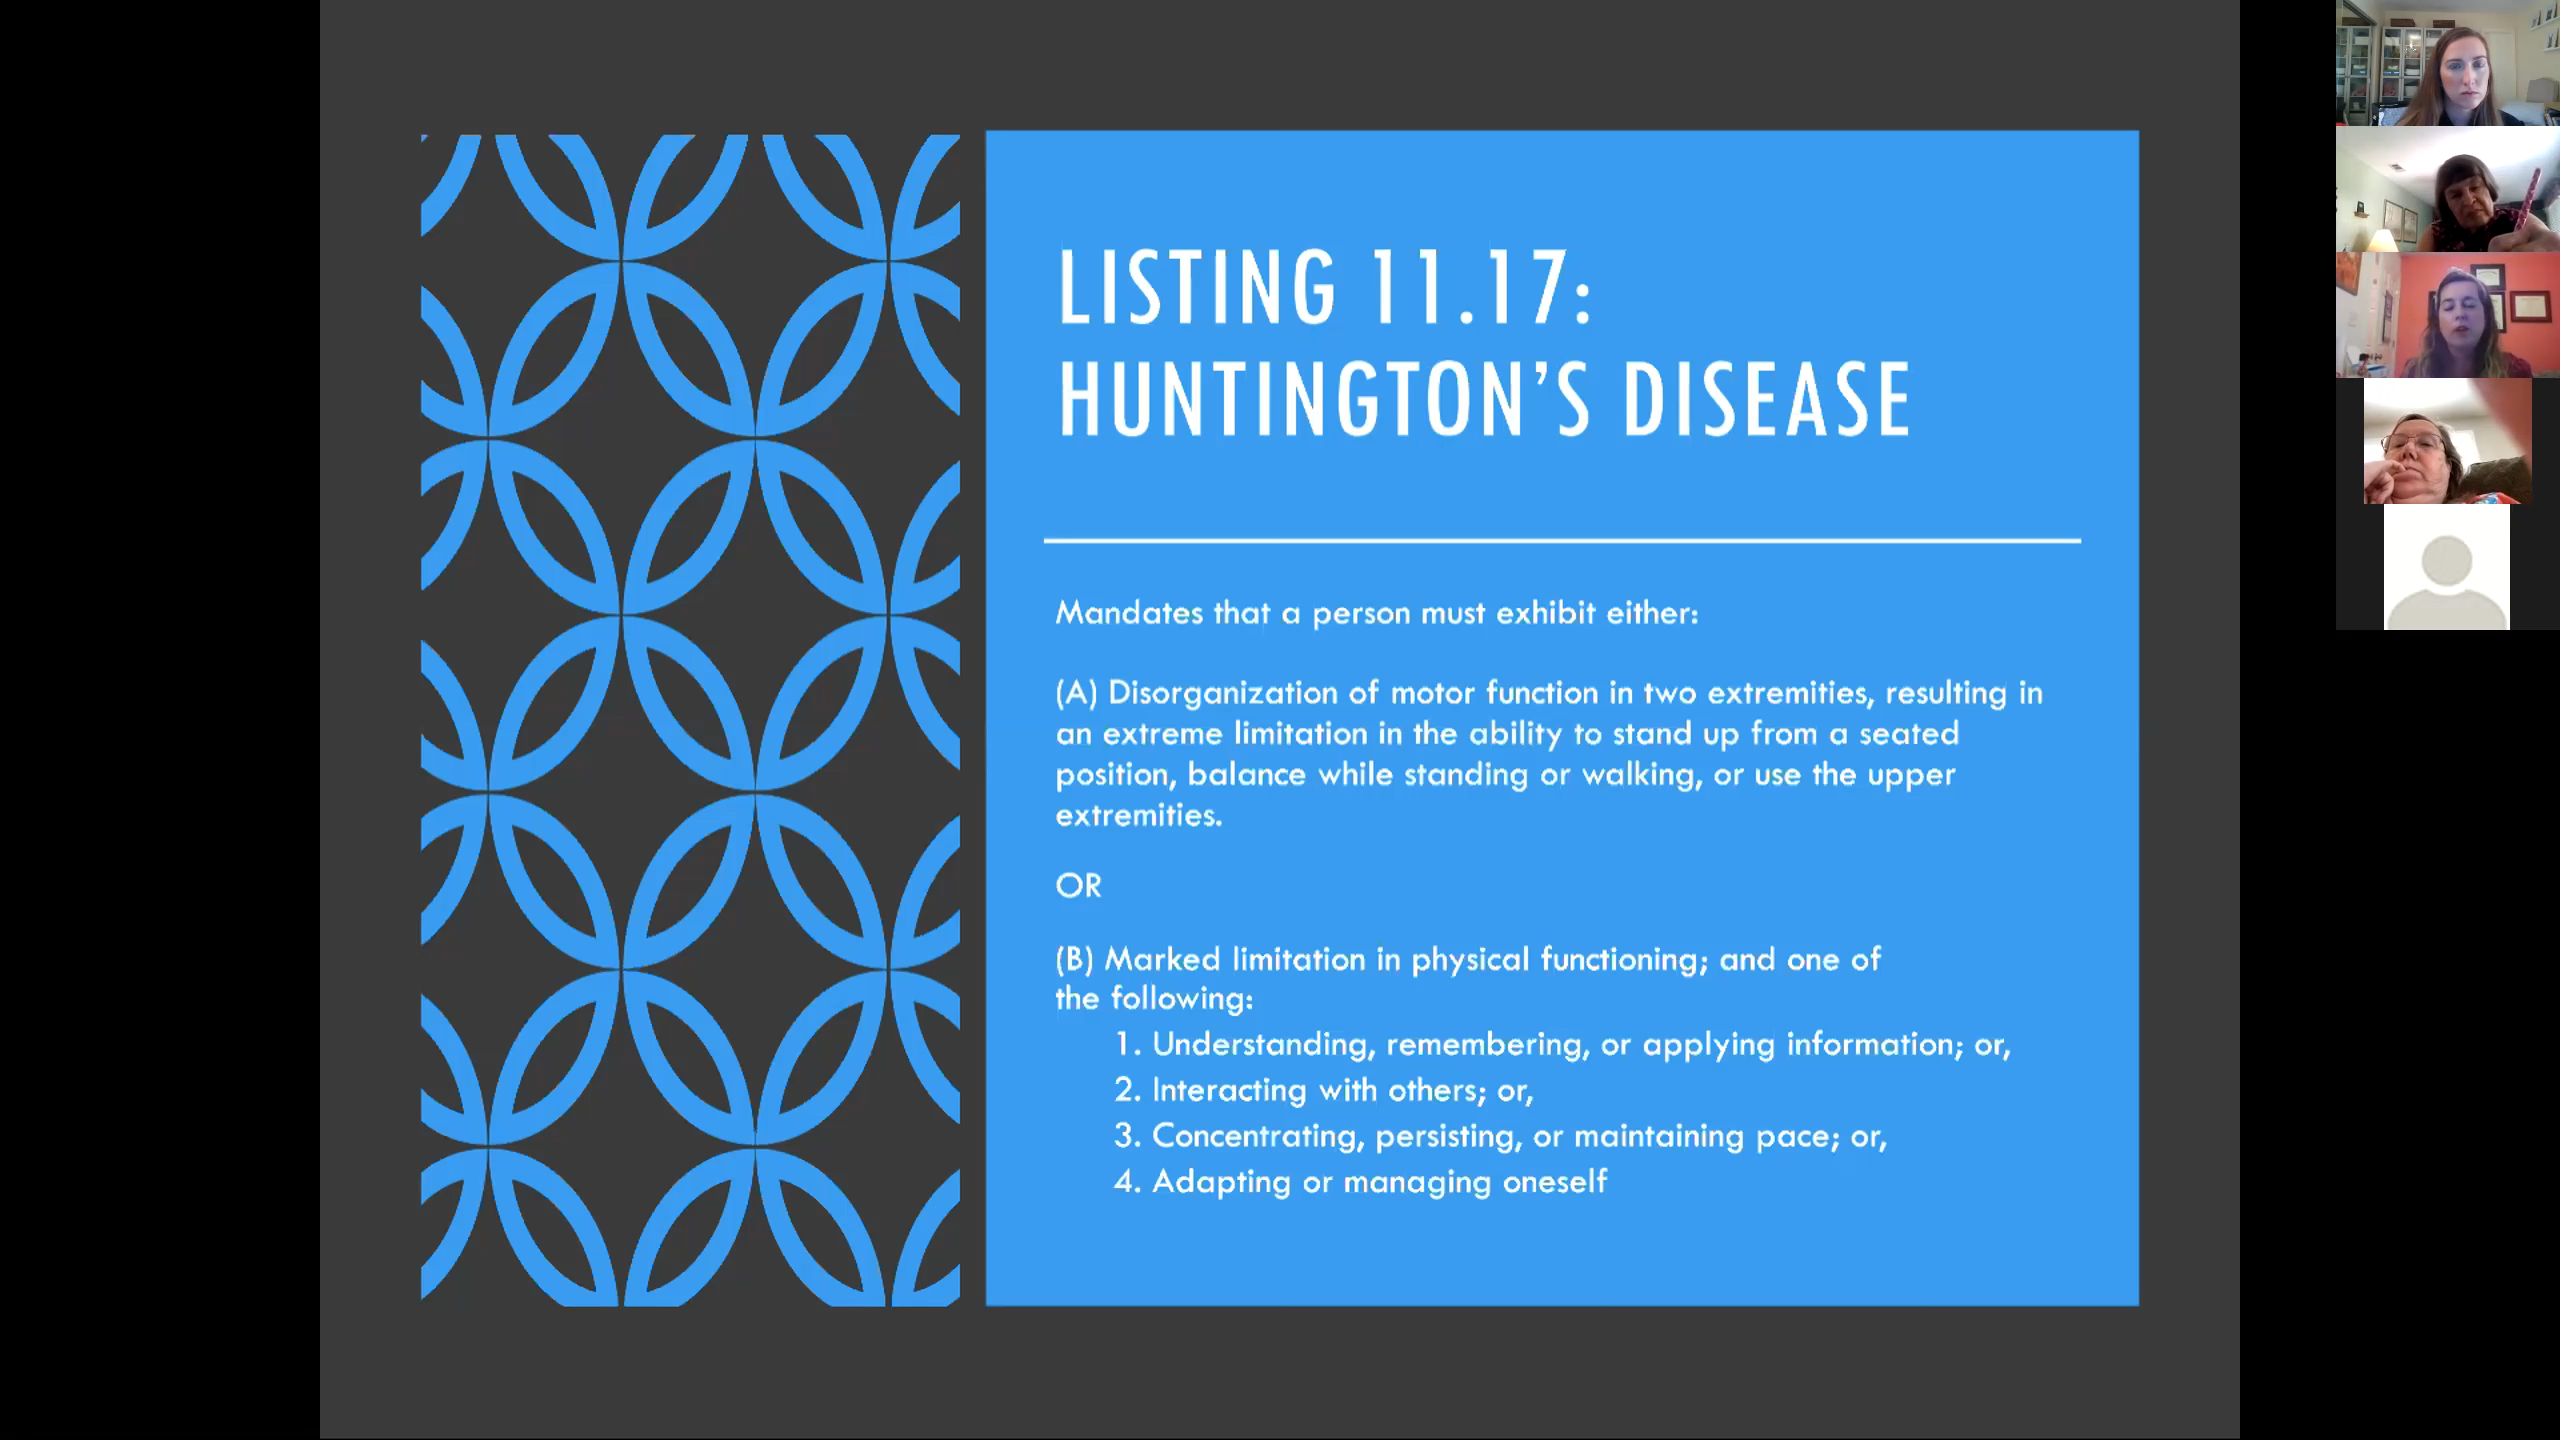 LISTING 11.17:
HUNTINGTON’S DISEASE
Mandates that a person must exhibit either:
(A) Disorganization of motor function in two extremities, resulting in
an extreme limitation in the ability to stand up from a seated
position, balance while standing or walking, or use the upper
extremities.
OR
(B) Marked limitation in physical functioning; and one of
the following:
1. Understanding, remembering, or applying information; or,
2. Interacting with others; or,
3. Concentrating, persisting, or maintaining pace; or,
4. Adapting or managing oneself